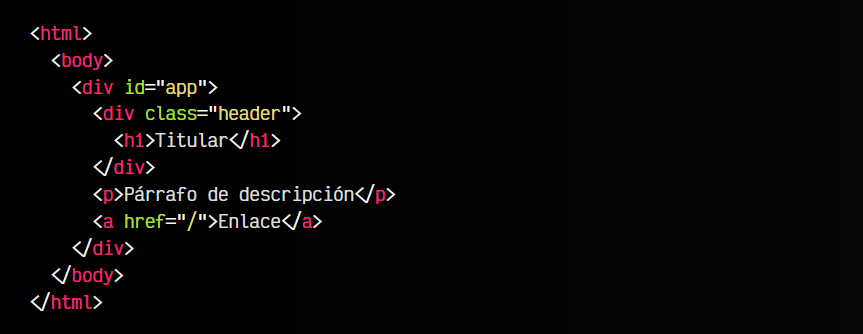 <html>
<body>
<div id="app">
<div class="header">
<h1>Titular</h1>
</div>
<p>Párrafo de descripción</p>
<a href="/">Enlace</a>
</div>
</body>
</html>